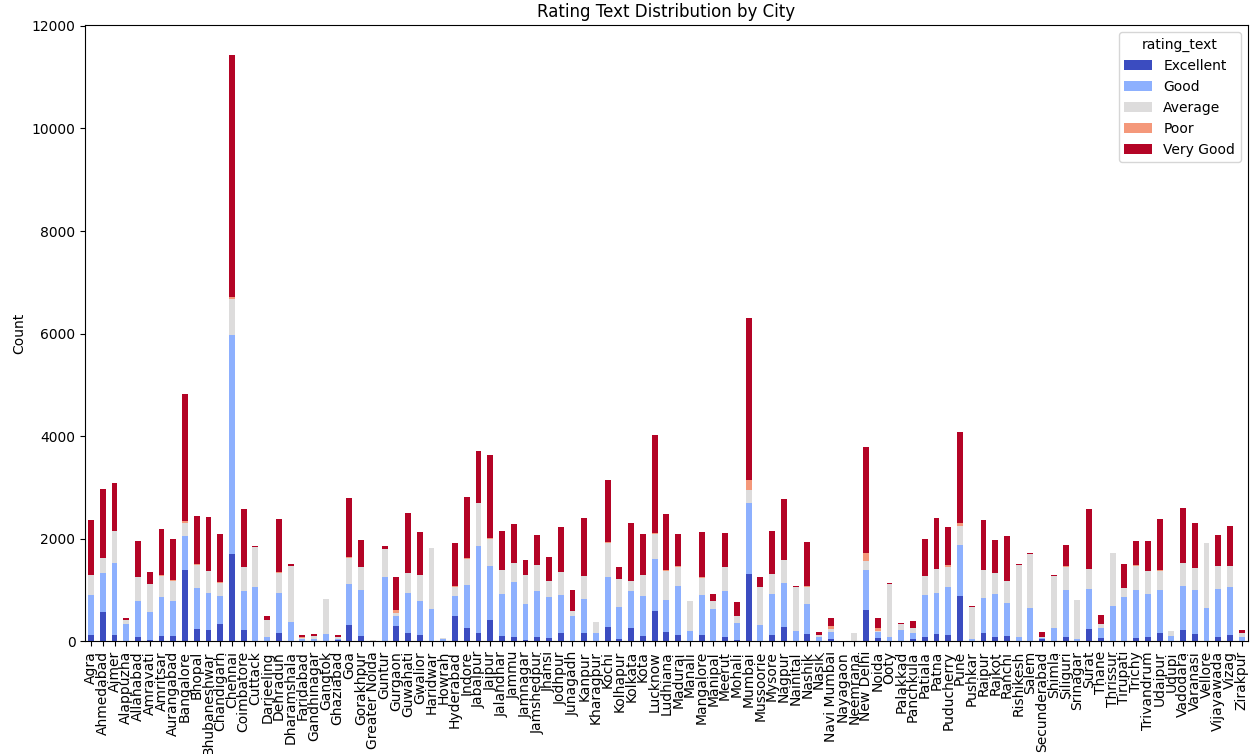 Rating Text Distribution by City
12000
10000
8000
6000
4000
2000
0
Count
rating_text
Excellent
Good
Average
Poor
Very Good
Agra
Ahmedabad
Ajmer
Alappuzha
Allahabad
Amravati
Amritsar
Aurangabad
Bangalore
Bhopal
Bhubaneshwar
Chandigarh
Chennai
Coimbatore
Cuttack
Darjeeling
Dehradun
Dharamshala
Faridabad
Gandhinagar
Gangtok
Ghaziabad
Goa
Gorakhpur
Greater Noida
Guntur
Gurgaon
Guwahati
Gwalior
Haridwar
Howrah
Hyderabad
Indore
Jabalpur
Jaipur
Jalandhar
Jammu
Jamnagar
Jamshedpur
Jhansi
Jodhpur
Junagadh
Kanpur
Kharagpur
Kochi
Kolhapur
Kolkata
Kota
Lucknow
Ludhiana
Madurai
Manali
Mangalore
Manipal
Meerut
Mohali
Mumbai
Mussoorie
Mysore
Nagpur
Nainital
Nashik
Nasik
Navi Mumbai
Nayagaon
Neemrana
New Delhi
Noida
Ooty
Palakkad
Panchkula
Patiala
Patna
Puducherry
Pune
Pushkar
Raipur
Rajkot
Ranchi
Rishikesh
Salem
Secunderabad
Shimla
Siliguri
Srinagar
Surat
Thane
Thrissur
Tirupati
Trichy
Trivandrum
Udaipur
Udupi
Vadodara
Varanasi
Vellore
Vijayawada
Vizag
Zirakpur